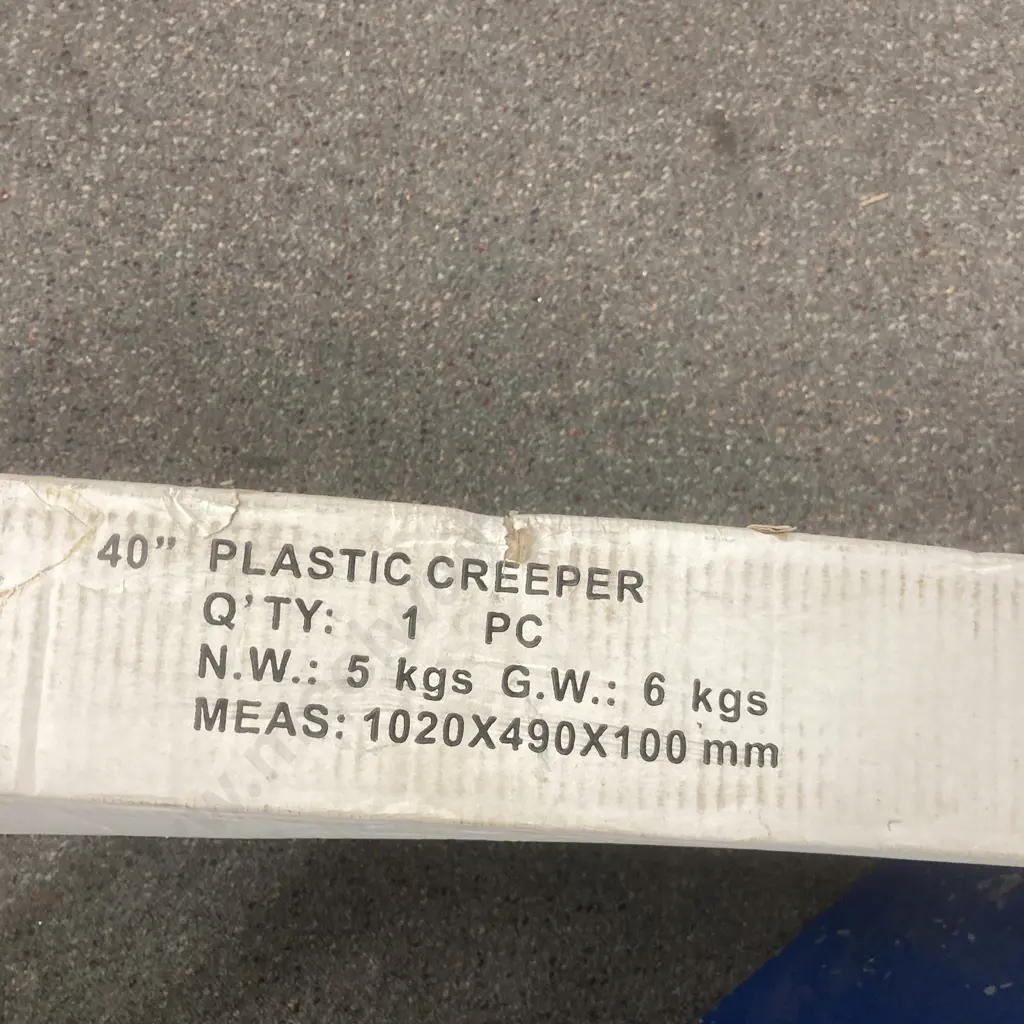 40” PLASTIC CREEPER
Q’TY: 1 PC
N.W.: 5 kgs G.W.: 6 kgs
MEAS: 1020X490X100 mm